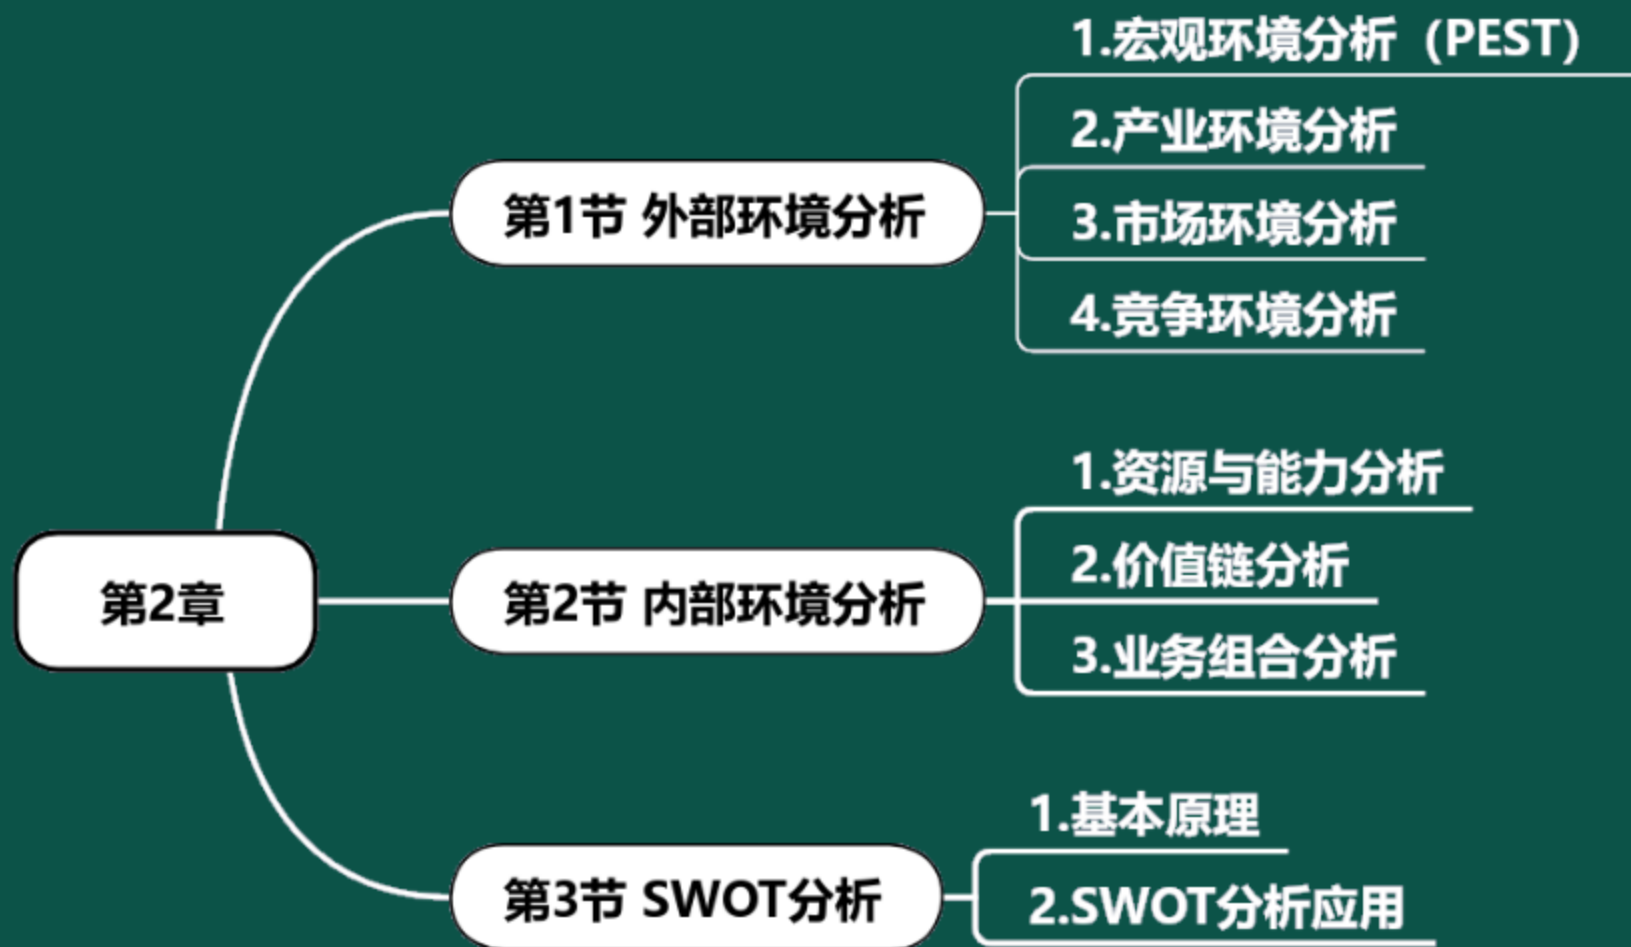 第2章
第1节 外部环境分析
1.宏观环境分析（PEST）
2.产业环境分析
3.市场环境分析
4.竞争环境分析
第2节 内部环境分析
1.资源与能力分析
2.价值链分析
3.业务组合分析
第3节 SWOT分析
1.基本原理
2.SWOT分析应用